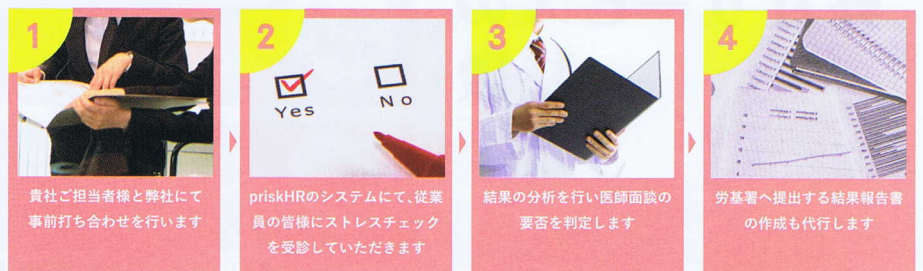 1
貴社ご担当者様と弊社にて
事前打ち合わせを行います
2
Yes No
priskHRのシステムにて、従業
員の皆様にストレスチェック
を受診していただきます
3
結果の分析を行い医師面談の
要否を判定します
4
労基署へ提出する結果報告書
の作成も代行します